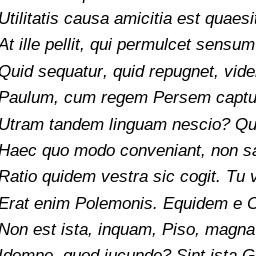 Utilitatis causa amicitia est quaesit
At ille pellit, qui permulcet sensum
Quid sequatur, quid repugnet, vide
Paulum, cum regem Persem captu
Utram tandem linguam nescio? Qu
Haec quo modo conveniant, non sa
Ratio quidem vestra sic cogit. Tu v
Erat enim Polemonis. Equidem e C
Non est ista, inquam, Piso, magna
Idemne, quod iucunde? Sint ista G